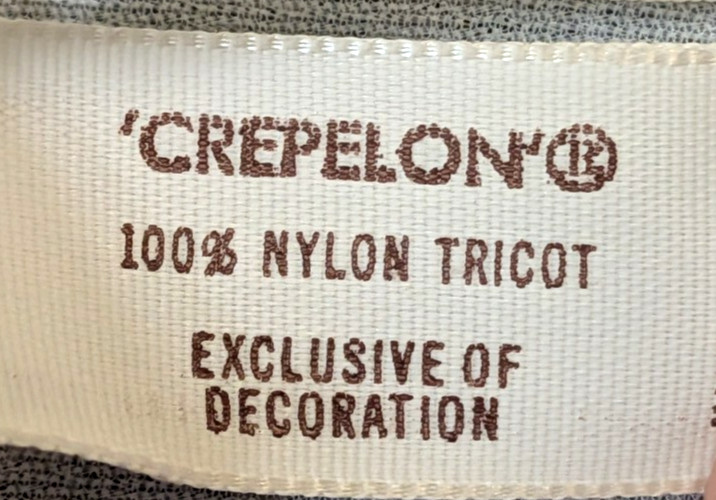 'CREPELON'®
100% NYLON TRICOT
EXCLUSIVE OF
DECORATION